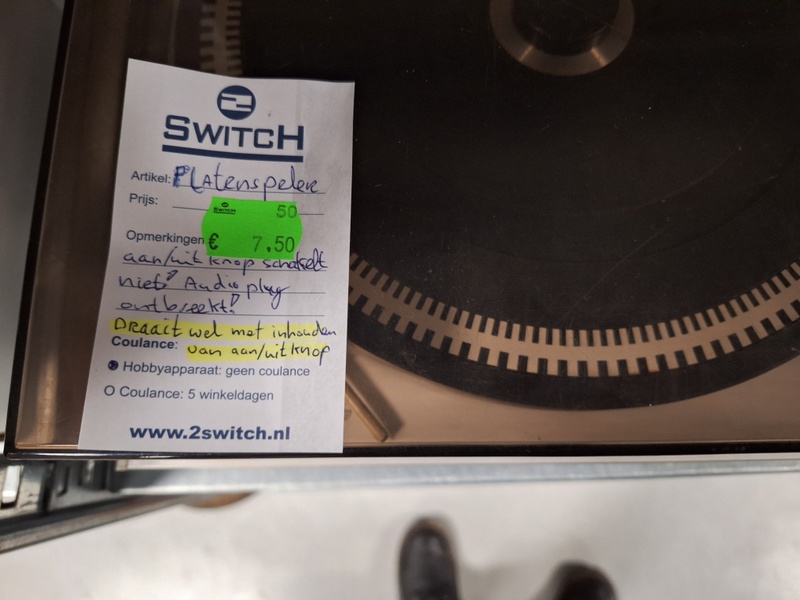 2
SWITCH
Artikel: PLatenspeler
Prijs:
SWITCH 50
€ 7,50
Opmerkingen
aan/uit knop schakelt
niet? Audio plug
ontbreekt!
DRAAit wel met inhouden
Coulance: van aan/uit knop
Hobbyapparaat: geen coulance
O Coulance: 5 winkeldagen
www.2switch.nl